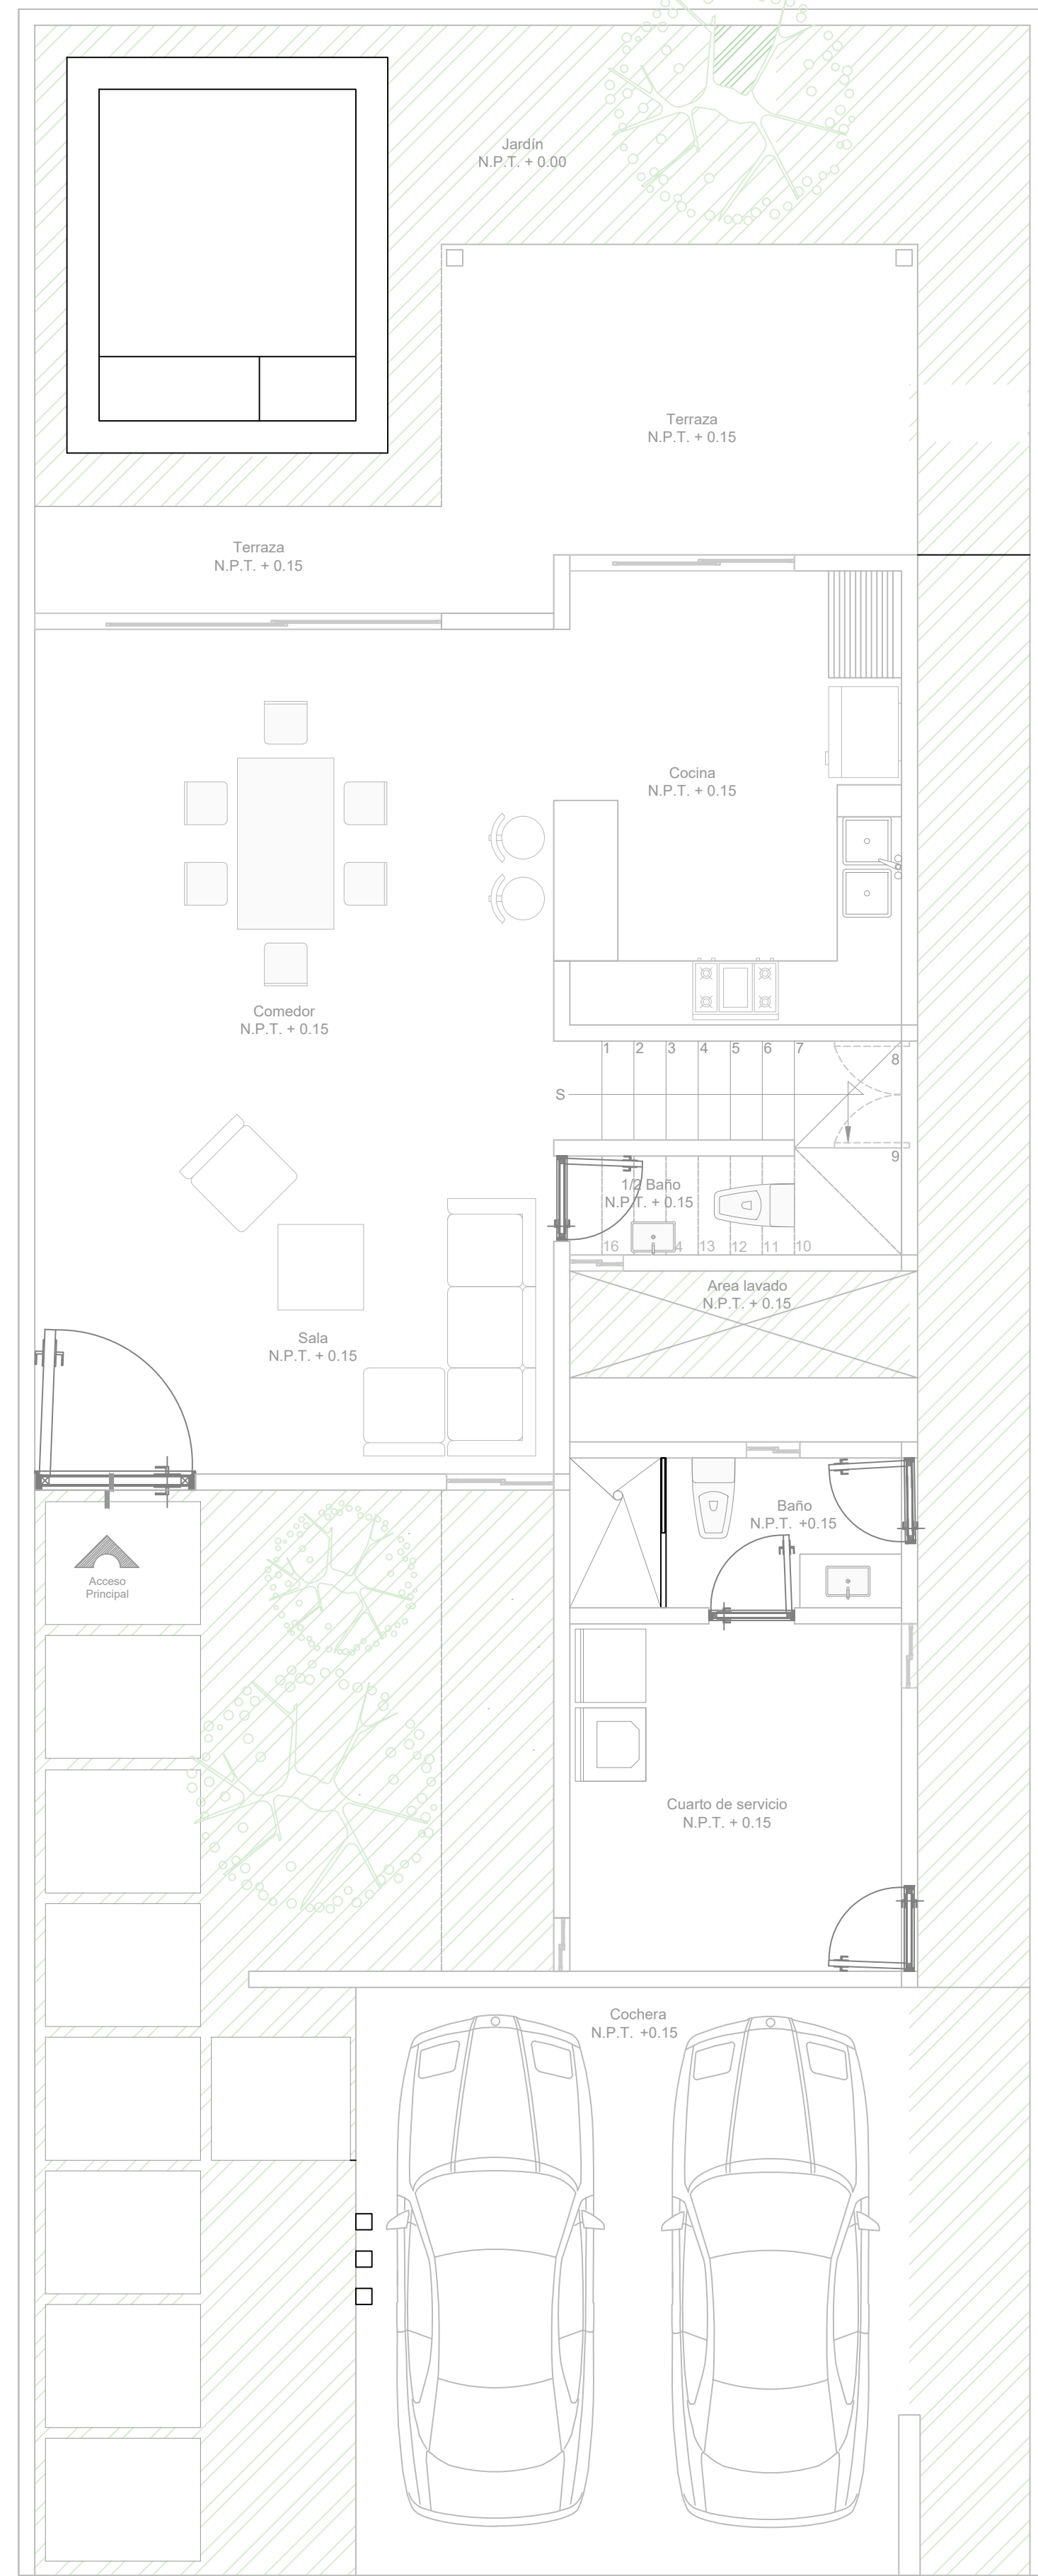 Jardín
N.P.T. + 0.00
Terraza
N.P.T. + 0.15
Terraza
N.P.T. + 0.15
Cocina
N.P.T. + 0.15
Comedor
N.P.T. + 0.15
1 2 3 4 5 6 7
8
S
9
1/2 Baño
N.P.T. + 0.15
16 4 13 12 11 10
Area lavado
N.P.T. + 0.15
Sala
N.P.T. + 0.15
Baño
N.P.T. +0.15
Acceso
Principal
Cuarto de servicio
N.P.T. + 0.15
Cochera
N.P.T. +0.15